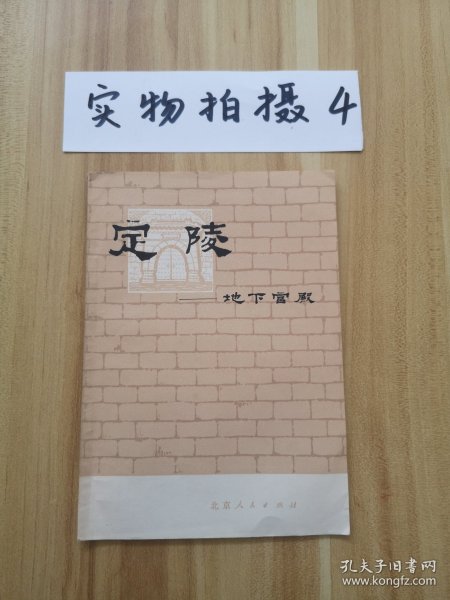 实物拍摄4
定陵
——地下宫殿
北京人民出版社
孔夫子旧书网
www.kongfz.com